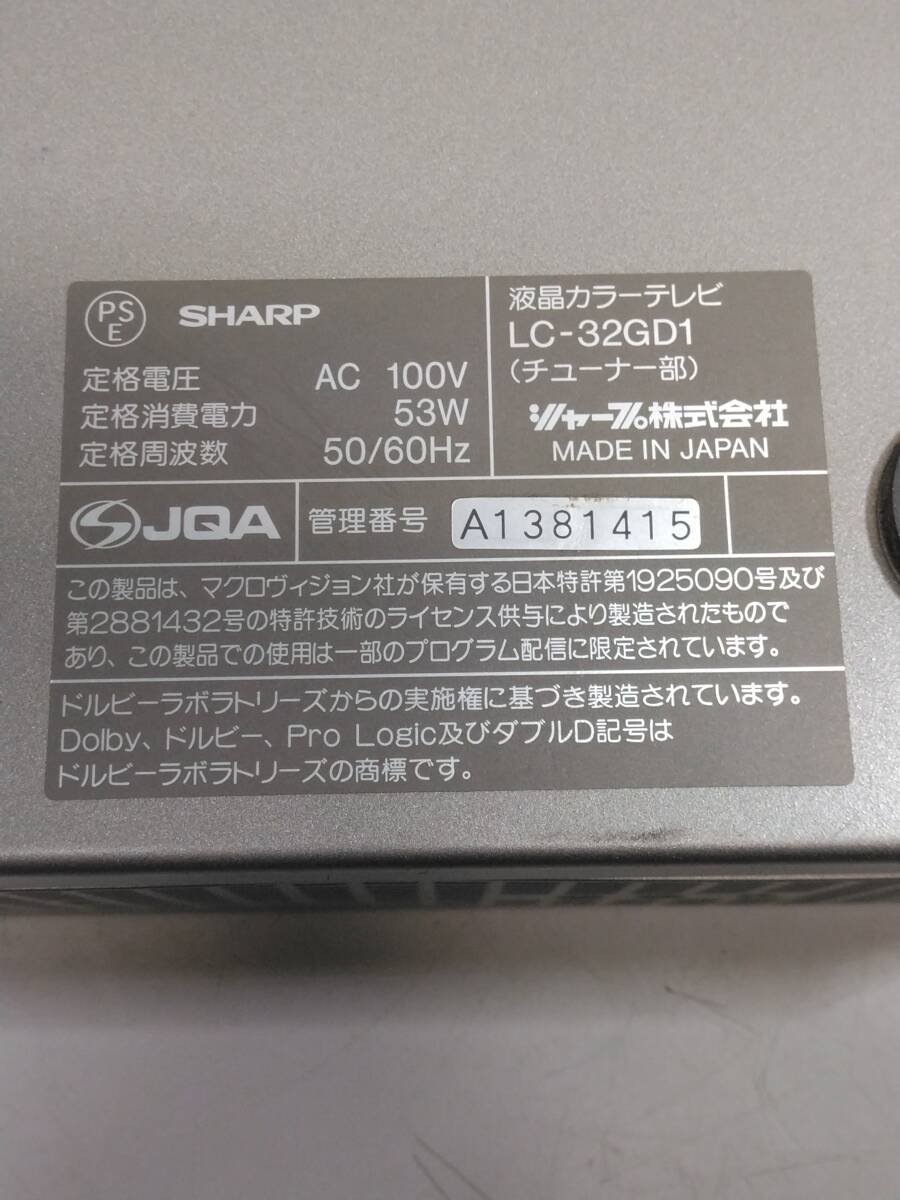 PS
E
SHARP
定格電圧 AC 100V
定格消費電力 53W
定格周波数 50/60Hz
液晶カラーテレビ
LC-32GD1
(チューナー部)
シャープ株式会社
MADE IN JAPAN
JQA
管理番号 A1381415
この製品は、マクロヴィジョン社が保有する日本特許第1925090号及び
第2881432号の特許技術のライセンス供与により製造されたもので
あり、この製品での使用は一部のプログラム配信に限定されています。
ドルビーラボラトリーズからの実施権に基づき製造されています。
Dolby、ドルビー、Pro Logic及びダブルD記号は
ドルビーラボラトリーズの商標です。